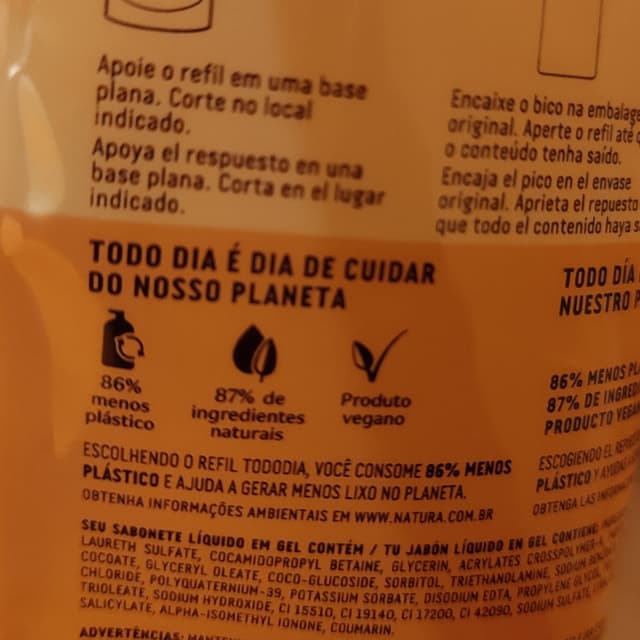 Apoie o refil em uma base
plana. Corte no local
indicado.
Apoya el respuesto en una
base plana. Corta en el lugar
indicado.
Encaixe o bico na embalage
original. Aperte o refil até
o conteúdo tenha saído.
Encaja el pico en el envase
original. Aprieta el repuesto
que todo el contenido haya
TODO DIA É DIA DE CUIDAR
DO NOSSO PLANETA
86%
menos
plástico
87% de
ingredientes
naturais
Produto
vegano
ESCOLHENDO O REFIL TODODIA, VOCÊ CONSOME 86% MENOS
PLÁSTICO E AJUDA A GERAR MENOS LIXO NO PLANETA.
OBTENHA INFORMAÇÕES AMBIENTAIS EM WWW.NATURA.COM.BR
TODO DÍA
NUESTRO P
86% MENOS PL
87% DE INGRED
PRODUCTO VEGAN
ESCOGIENDO EL
PLÁSTICO Y
OBTENGA LAS
SEU SABONETE LÍQUIDO EM GEL CONTÉM / TU JABÓN LÍQUIDO EN GEL CONTIENE:
LAURETH SULFATE, COCAMIDOPROPYL BETAINE, GLYCERIN, ACRYLATES CROSSPOLYMER-4,
COCOATE, GLYCERYL OLEATE, COCO-GLUCOSIDE, SORBITOL, TRIETHANOLAMINE, SODIUM
CHLORIDE, POLYQUATERNIUM-39, POTASSIUM SORBATE, DISODIUM EDTA, PROPYLENE GLYCOL,
TRIOLEATE, SODIUM HYDROXIDE, CI 15510, CI 19140, CI 17200, CI 42090, SODIUM SULFATE,
SALICYLATE, ALPHA-ISOMETHYL IONONE, COUMARIN.
ADVERTÊNCIAS: